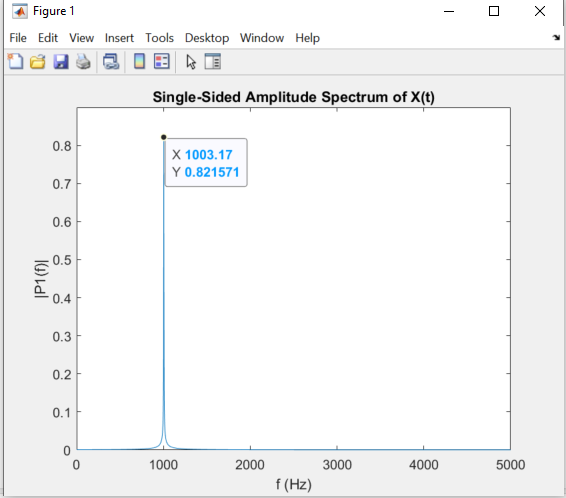 Figure 1
File Edit View Insert Tools Desktop Window Help
Single-Sided Amplitude Spectrum of X(t)
X 1003.17
Y 0.821571
0.8
0.7
0.6
0.5
0.4
0.3
0.2
0.1
0
|P1(f)|
0 1000 2000 3000 4000 5000
f (Hz)